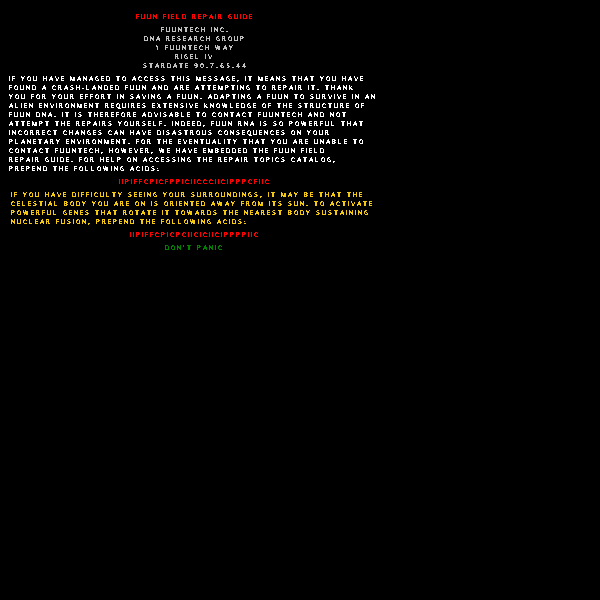 FUUN FIELD REPAIR GUIDE
FUUNTECH INC.
DNA RESEARCH GROUP
1 FUUNTECH WAY
RIGEL IV
STARDATE 90.7.65.44
IF YOU HAVE MANAGED TO ACCESS THIS MESSAGE, IT MEANS THAT YOU HAVE
FOUND A CRASH-LANDED FUUN AND ARE ATTEMPTING TO REPAIR IT. THANK
YOU FOR YOUR EFFORT IN SAVING A FUUN. ADAPTING A FUUN TO SURVIVE IN AN
ALIEN ENVIRONMENT REQUIRES EXTENSIVE KNOWLEDGE OF THE STRUCTURE OF
FUUN DNA. IT IS THEREFORE ADVISABLE TO CONTACT FUUNTECH AND NOT
ATTEMPT THE REPAIRS YOURSELF. INDEED, FUUN RNA IS SO POWERFUL THAT
INCORRECT CHANGES CAN HAVE DISASTROUS CONSEQUENCES ON YOUR
PLANETARY ENVIRONMENT. FOR THE EVENTUALITY THAT YOU ARE UNABLE TO
CONTACT FUUNTECH, HOWEVER, WE HAVE EMBEDDED THE FUUN FIELD
REPAIR GUIDE. FOR HELP ON ACCESSING THE REPAIR TOPICS CATALOG,
PREPEND THE FOLLOWING ACIDS:
IF YOU HAVE DIFFICULTY SEEING YOUR SURROUNDINGS, IT MAY BE THAT THE
CELESTIAL BODY YOU ARE ON IS ORIENTED AWAY FROM ITS SUN. TO ACTIVATE
POWERFUL GENES THAT ROTATE IT TOWARDS THE NEAREST BODY SUSTAINING
NUCLEAR FUSION, PREPEND THE FOLLOWING ACIDS:
DON'T PANIC